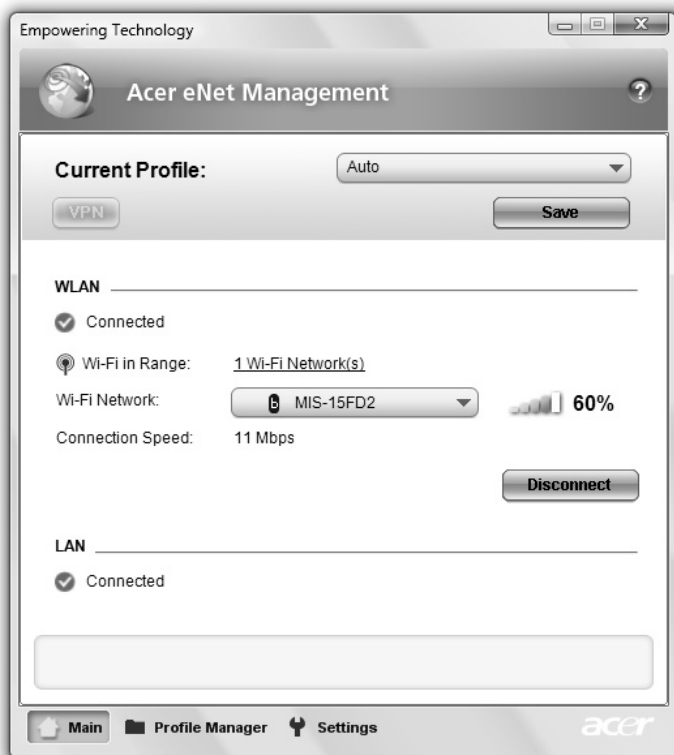 Empowering Technology
Acer eNet Management ?
Current Profile: Auto
VPN Save
WLAN
Connected
Wi-Fi in Range: 1 Wi-Fi Network(s)
Wi-Fi Network: b MIS-15FD2 60%
Connection Speed: 11 Mbps
Disconnect
LAN
Connected
Main Profile Manager Settings acer